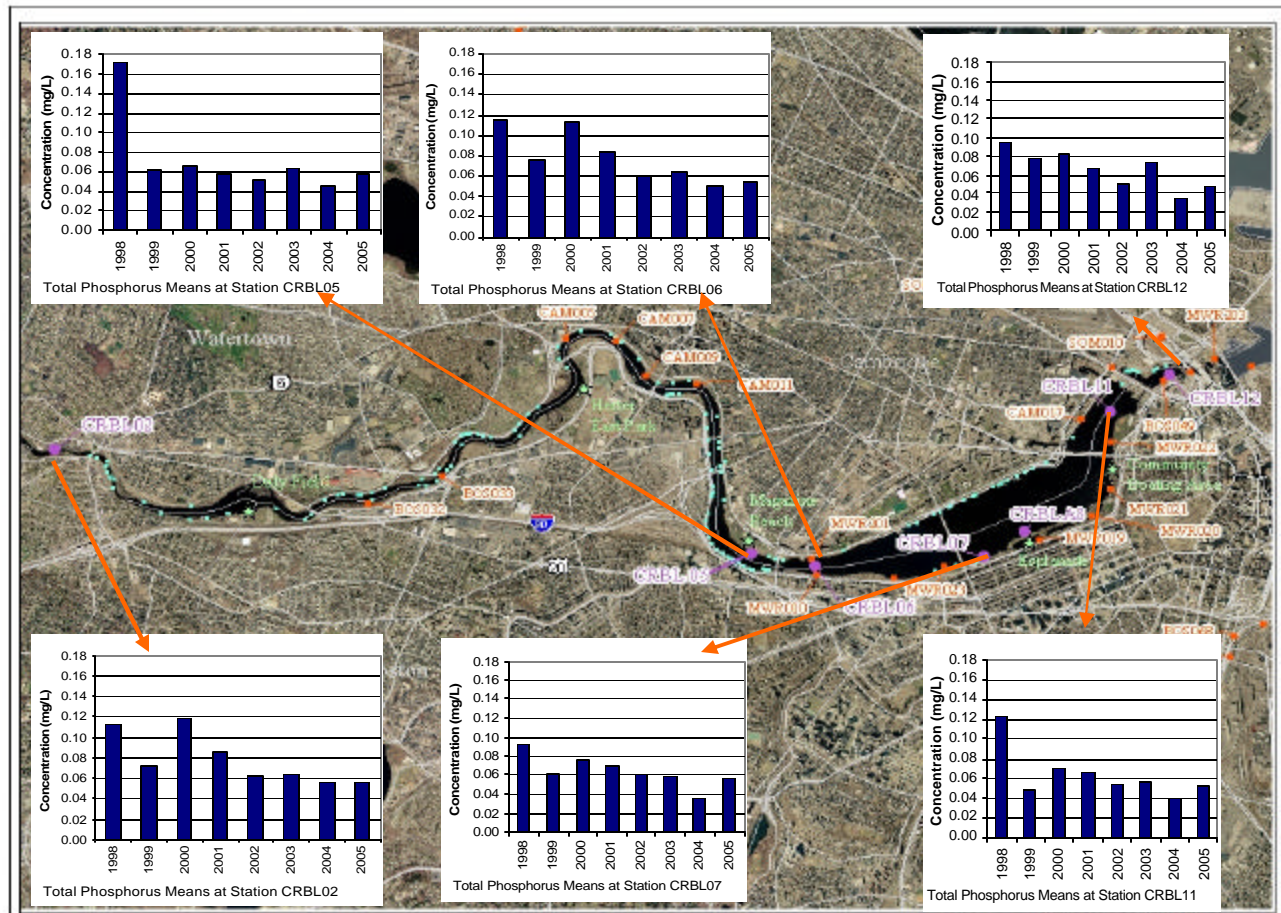 0.18
0.16
0.14
0.12
0.10
0.08
0.06
0.04
0.02
0.00
Concentration (mg/L)
1998
1999
2000
2001
2002
2003
2004
2005
Total Phosphorus Means at Station CRBL05
0.18
0.16
0.14
0.12
0.10
0.08
0.06
0.04
0.02
0.00
Concentration (mg/L)
1998
1999
2000
2001
2002
2003
2004
2005
Total Phosphorus Means at Station CRBL06
0.18
0.16
0.14
0.12
0.10
0.08
0.06
0.04
0.02
0.00
Concentration (mg/L)
1998
1999
2000
2001
2002
2003
2004
2005
Total Phosphorus Means at Station CRBL12
Watertown
CAM005
CAM007
CAM009
CAM011
SOM010
MWR203
CRBL11
CRBL12
CAM017
BOS049
MWR022
Community
Boating Area
MWR021
MWR020
CRBLA8
MWR019
Esplanade
CRBL07
CRBL02
Daly Field
Herter
East Park
BOS033
BOS032
Magazine
Beach
MWR001
CRBL05
MWR010
CRBL06
MWR023
0.18
0.16
0.14
0.12
0.10
0.08
0.06
0.04
0.02
0.00
Concentration (mg/L)
1998
1999
2000
2001
2002
2003
2004
2005
Total Phosphorus Means at Station CRBL02
0.18
0.16
0.14
0.12
0.10
0.08
0.06
0.04
0.02
0.00
Concentration (mg/L)
1998
1999
2000
2001
2002
2003
2004
2005
Total Phosphorus Means at Station CRBL07
0.18
0.16
0.14
0.12
0.10
0.08
0.06
0.04
0.02
0.00
Concentration (mg/L)
1998
1999
2000
2001
2002
2003
2004
2005
Total Phosphorus Means at Station CRBL11